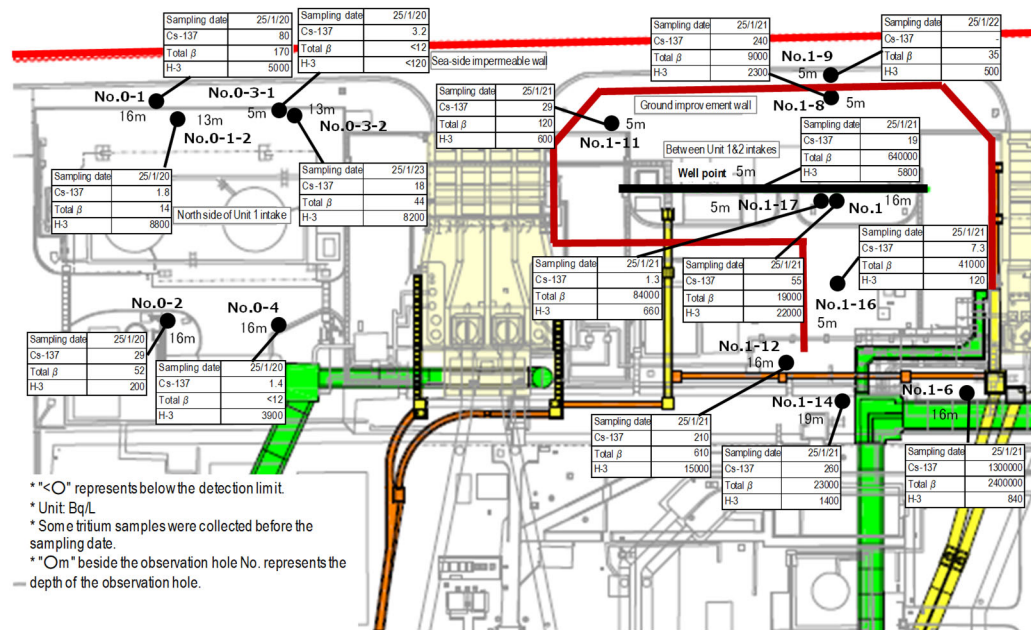 Sampling date 25/1/20
Cs-137 80
Total β 170
H-3 5000
Sampling date 25/1/20
Cs-137 3.2
Total β <12
H-3 <120
Sea-side impermeable wall
Sampling date 25/1/21
Cs-137 240
Total β 9000
H-3 2300
Sampling date 25/1/22
Cs-137 -
Total β 35
H-3 500
No.1-9
5m
No.1-8
5m
No.0-1
16m
No.0-1-2
13m
No.0-3-1
5m
13m
No.0-3-2
Sampling date 25/1/21
Cs-137 29
Total β 120
H-3 600
5m
No.1-11
Ground improvement wall
Between Unit 1&2 intakes
Sampling date 25/1/21
Cs-137 19
Total β 640000
H-3 5800
Well point 5m
5m
No.1-17
No.1
16m
Sampling date 25/1/20
Cs-137 1.8
Total β 14
H-3 8800
North side of Unit 1 intake
Sampling date 25/1/23
Cs-137 18
Total β 44
H-3 8200
Sampling date 25/1/21
Cs-137 1.3
Total β 84000
H-3 660
Sampling date 25/1/21
Cs-137 55
Total β 19000
H-3 22000
Sampling date 25/1/21
Cs-137 7.3
Total β 41000
H-3 120
No.1-16
5m
No.0-2
16m
No.0-4
16m
Sampling date 25/1/20
Cs-137 29
Total β 52
H-3 200
Sampling date 25/1/20
Cs-137 1.4
Total β <12
H-3 3900
No.1-12
16m
No.1-14
19m
No.1-6
16m
Sampling date 25/1/21
Cs-137 210
Total β 610
H-3 15000
Sampling date 25/1/21
Cs-137 260
Total β 23000
H-3 1400
Sampling date 25/1/21
Cs-137 1300000
Total β 2400000
H-3 840
* "<○" represents below the detection limit.
* Unit: Bq/L
* Some tritium samples were collected before the
sampling date.
* "○m" beside the observation hole No. represents the
depth of the observation hole.